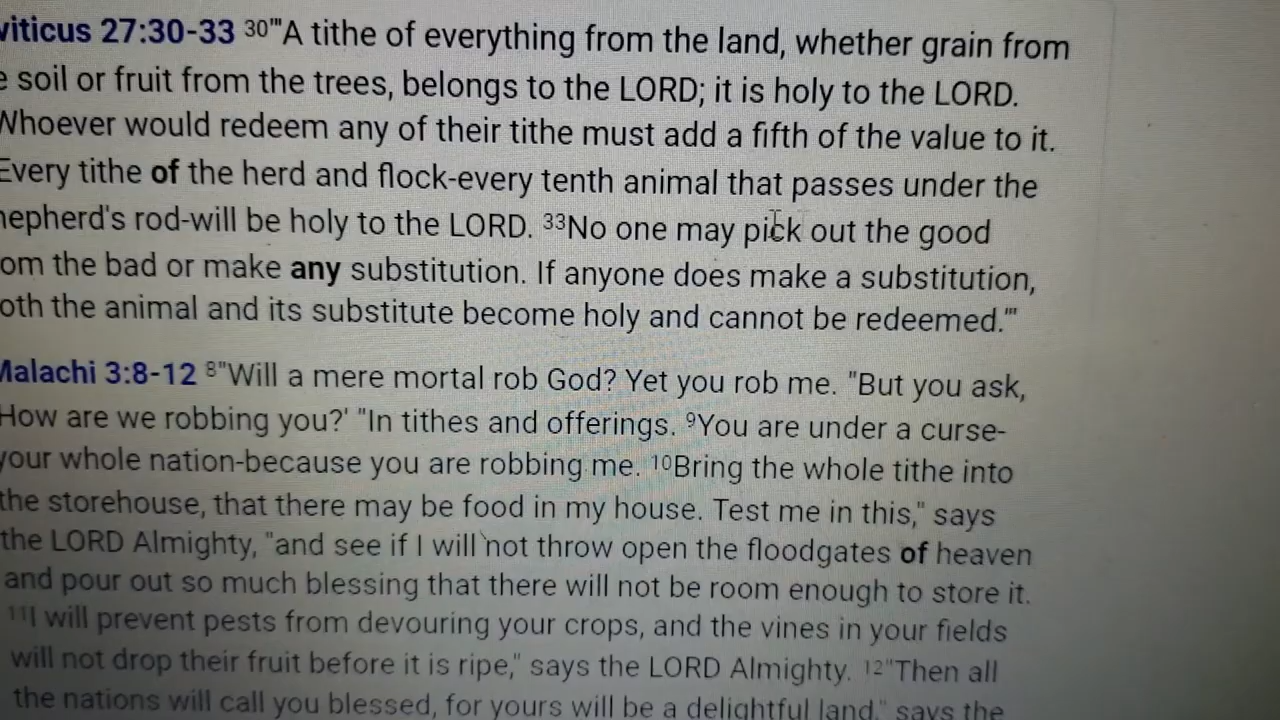 viticus 27:30-33 30"'A tithe of everything from the land, whether grain from
e soil or fruit from the trees, belongs to the LORD; it is holy to the LORD.
Whoever would redeem any of their tithe must add a fifth of the value to it.
Every tithe of the herd and flock-every tenth animal that passes under the
hepherd's rod-will be holy to the LORD. 33No one may pick out the good
om the bad or make any substitution. If anyone does make a substitution,
oth the animal and its substitute become holy and cannot be redeemed.'"
Malachi 3:8-12 8"Will a mere mortal rob God? Yet you rob me. "But you ask,
How are we robbing you?' "In tithes and offerings. 9You are under a curse-
your whole nation-because you are robbing me. 10Bring the whole tithe into
the storehouse, that there may be food in my house. Test me in this," says
the LORD Almighty, "and see if I will not throw open the floodgates of heaven
and pour out so much blessing that there will not be room enough to store it.
11I will prevent pests from devouring your crops, and the vines in your fields
will not drop their fruit before it is ripe," says the LORD Almighty. 12"Then all
the nations will call you blessed, for yours will be a delightful land," says the